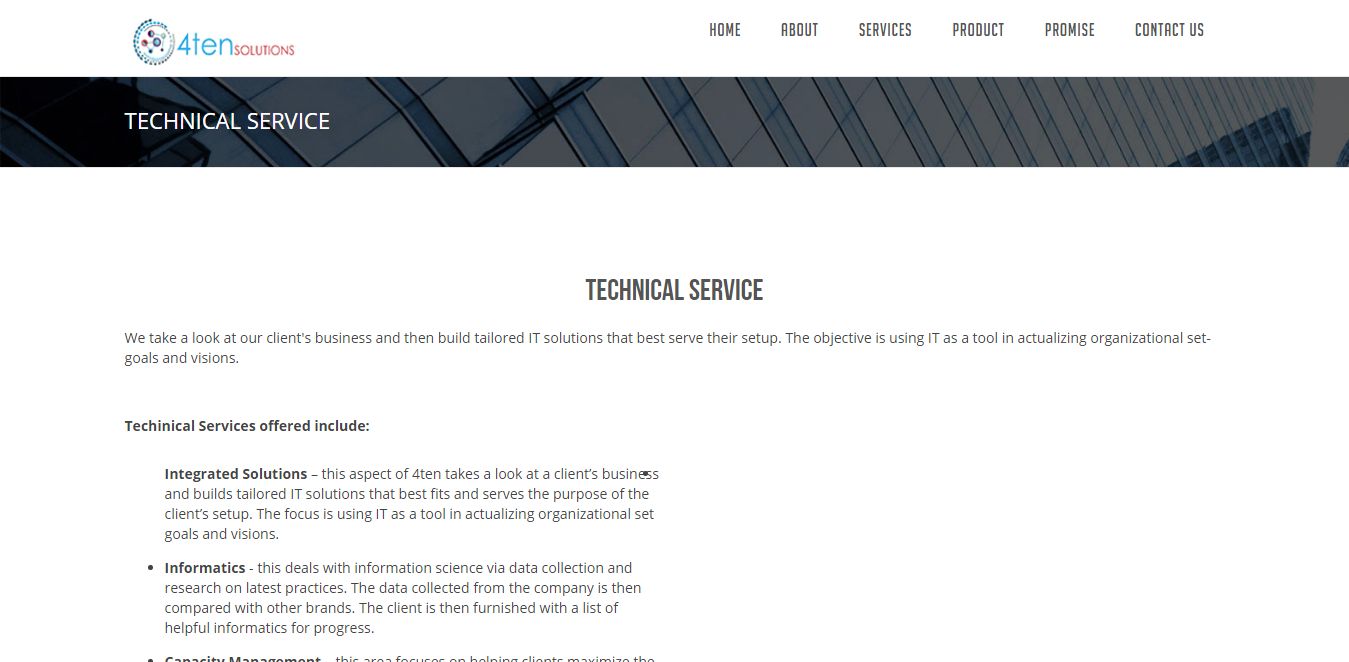 4tenSOLUTIONS
HOME ABOUT SERVICES PRODUCT PROMISE CONTACT US
TECHNICAL SERVICE
TECHNICAL SERVICE
We take a look at our client's business and then build tailored IT solutions that best serve their setup. The objective is using IT as a tool in actualizing organizational set-
goals and visions.
Techinical Services offered include:
Integrated Solutions – this aspect of 4ten takes a look at a client’s business
and builds tailored IT solutions that best fits and serves the purpose of the
client’s setup. The focus is using IT as a tool in actualizing organizational set
goals and visions.
• Informatics - this deals with information science via data collection and
research on latest practices. The data collected from the company is then
compared with other brands. The client is then furnished with a list of
helpful informatics for progress.
• Capacity Management – this area focuses on helping clients maximize the